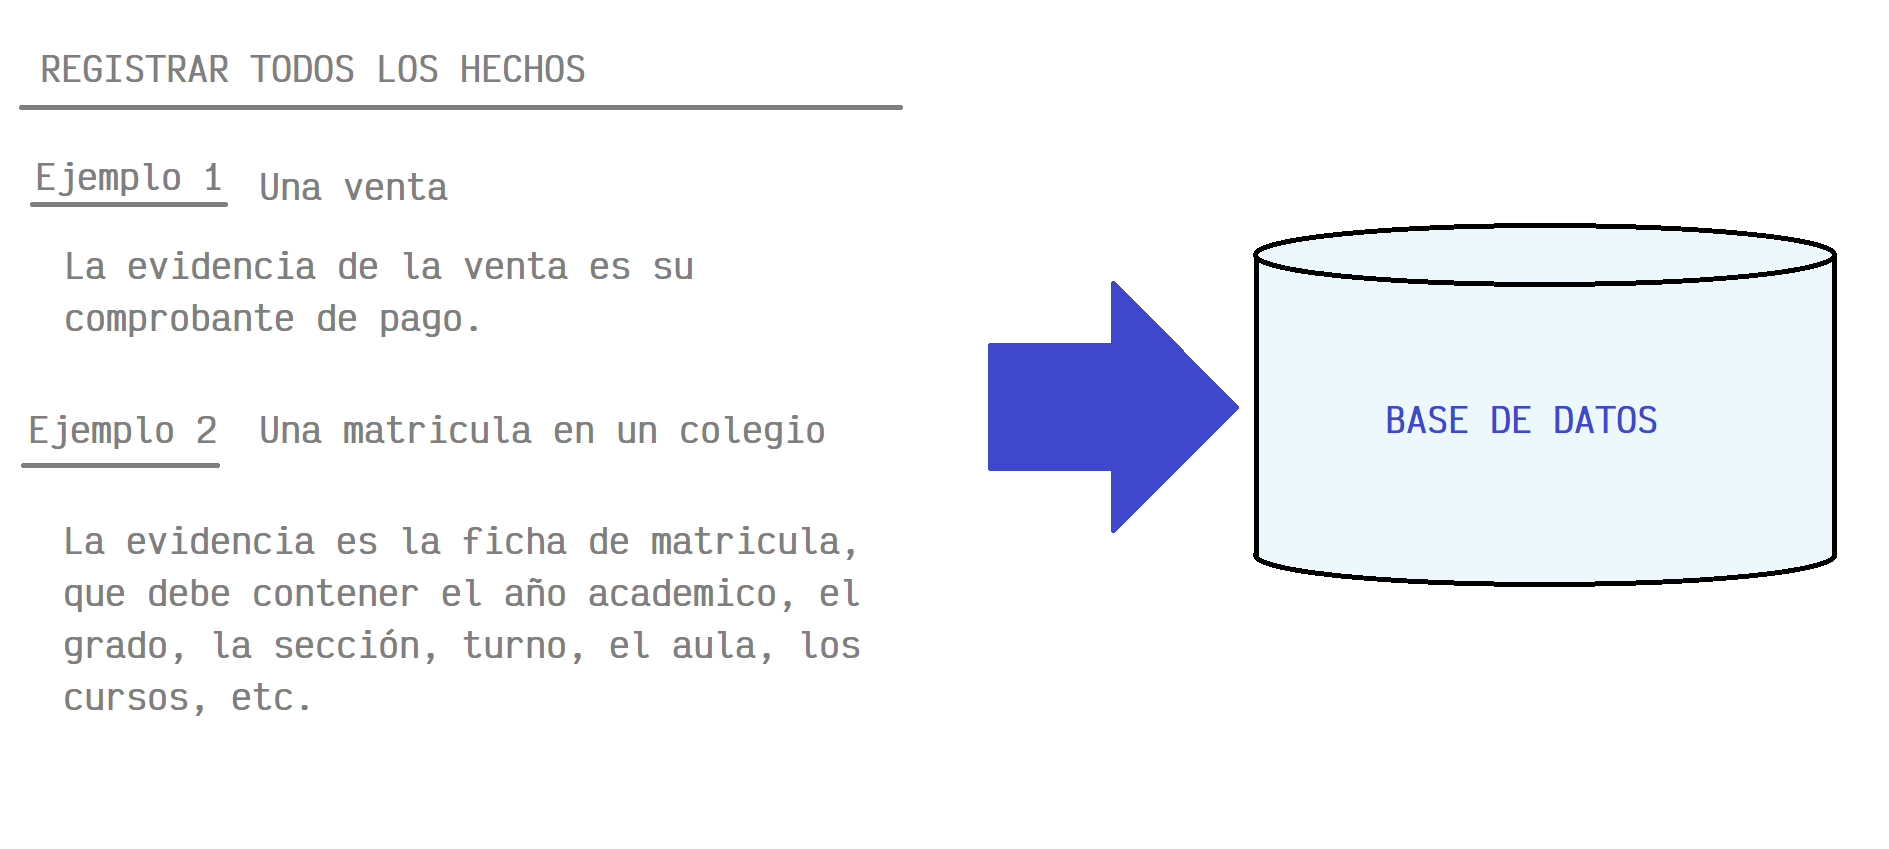 REGISTRAR TODOS LOS HECHOS
Ejemplo 1 Una venta
La evidencia de la venta es su
comprobante de pago.
Ejemplo 2 Una matricula en un colegio
La evidencia es la ficha de matricula,
que debe contener el año academico, el
grado, la sección, turno, el aula, los
cursos, etc.
BASE DE DATOS